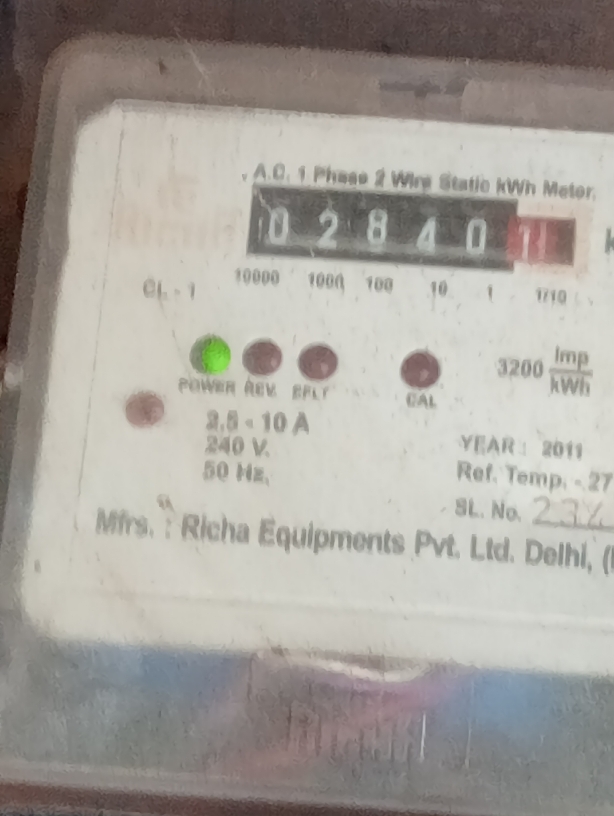 A.C. 1 Phase 2 Wire Static kWh Meter.
0 2 8 4 0 1
10000 1000 100 10 1 1/10
CL - 1
3200 Imp/kWh
POWER REV. EFLT CAL
2.5 - 10 A
240 V.
50 Hz.
YEAR : 2011
Ref. Temp. - 27
SL. No.
Mfrs. : Richa Equipments Pvt. Ltd. Delhi,